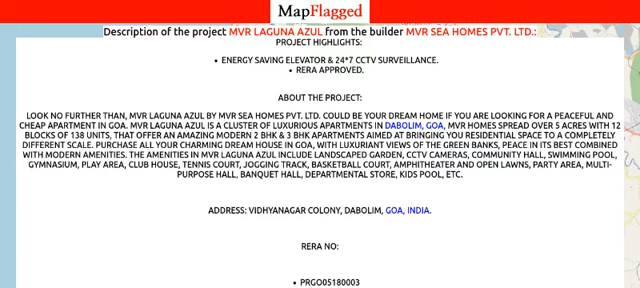 MapFlagged
Description of the project MVR LAGUNA AZUL from the builder MVR SEA HOMES PVT. LTD.:
PROJECT HIGHLIGHTS:
• ENERGY SAVING ELEVATOR & 24*7 CCTV SURVEILLANCE.
• RERA APPROVED.
ABOUT THE PROJECT:
LOOK NO FURTHER THAN, MVR LAGUNA AZUL BY MVR SEA HOMES PVT. LTD. COULD BE YOUR DREAM HOME IF YOU ARE LOOKING FOR A PEACEFUL AND
CHEAP APARTMENT IN GOA. MVR LAGUNA AZUL IS A CLUSTER OF LUXURIOUS APARTMENTS IN DABOLIM, GOA, MVR HOMES SPREAD OVER 5 ACRES WITH 12
BLOCKS OF 138 UNITS, THAT OFFER AN AMAZING MODERN 2 BHK & 3 BHK APARTMENTS AIMED AT BRINGING YOU RESIDENTIAL SPACE TO A COMPLETELY
DIFFERENT SCALE. PURCHASE ALL YOUR CHARMING DREAM HOUSE IN GOA, WITH LUXURIANT VIEWS OF THE GREEN BANKS, PEACE IN ITS BEST COMBINED
WITH MODERN AMENITIES. THE AMENITIES IN MVR LAGUNA AZUL INCLUDE LANDSCAPED GARDEN, CCTV CAMERAS, COMMUNITY HALL, SWIMMING POOL,
GYMNASIUM, PLAY AREA, CLUB HOUSE, TENNIS COURT, JOGGING TRACK, BASKETBALL COURT, AMPHITHEATER AND OPEN LAWNS, PARTY AREA, MULTI-
PURPOSE HALL, BANQUET HALL, DEPARTMENTAL STORE, KIDS POOL, ETC.
ADDRESS: VIDHYANAGAR COLONY, DABOLIM, GOA, INDIA.
RERA NO:
• PRGO05180003